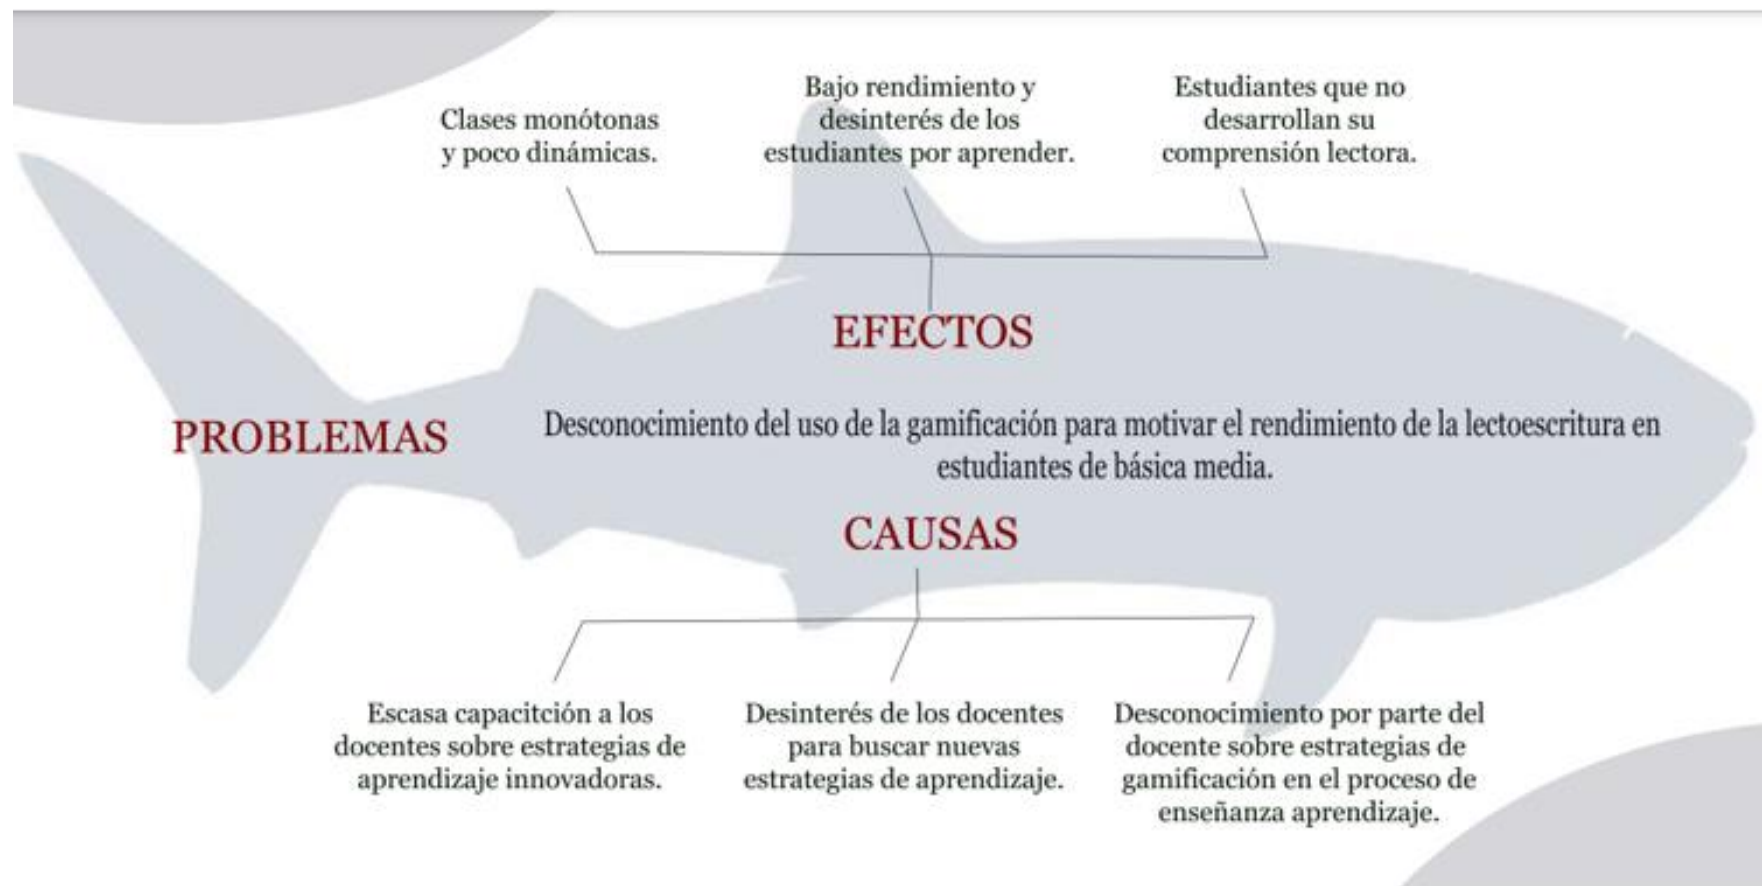 Clases monótonas
y poco dinámicas.
Bajo rendimiento y
desinterés de los
estudiantes por aprender.
Estudiantes que no
desarrollan su
comprensión lectora.
EFECTOS
PROBLEMAS
Desconocimiento del uso de la gamificación para motivar el rendimiento de la lectoescritura en
estudiantes de básica media.
CAUSAS
Escasa capacitción a los
docentes sobre estrategias de
aprendizaje innovadoras.
Desinterés de los docentes
para buscar nuevas
estrategias de aprendizaje.
Desconocimiento por parte del
docente sobre estrategias de
gamificación en el proceso de
enseñanza aprendizaje.